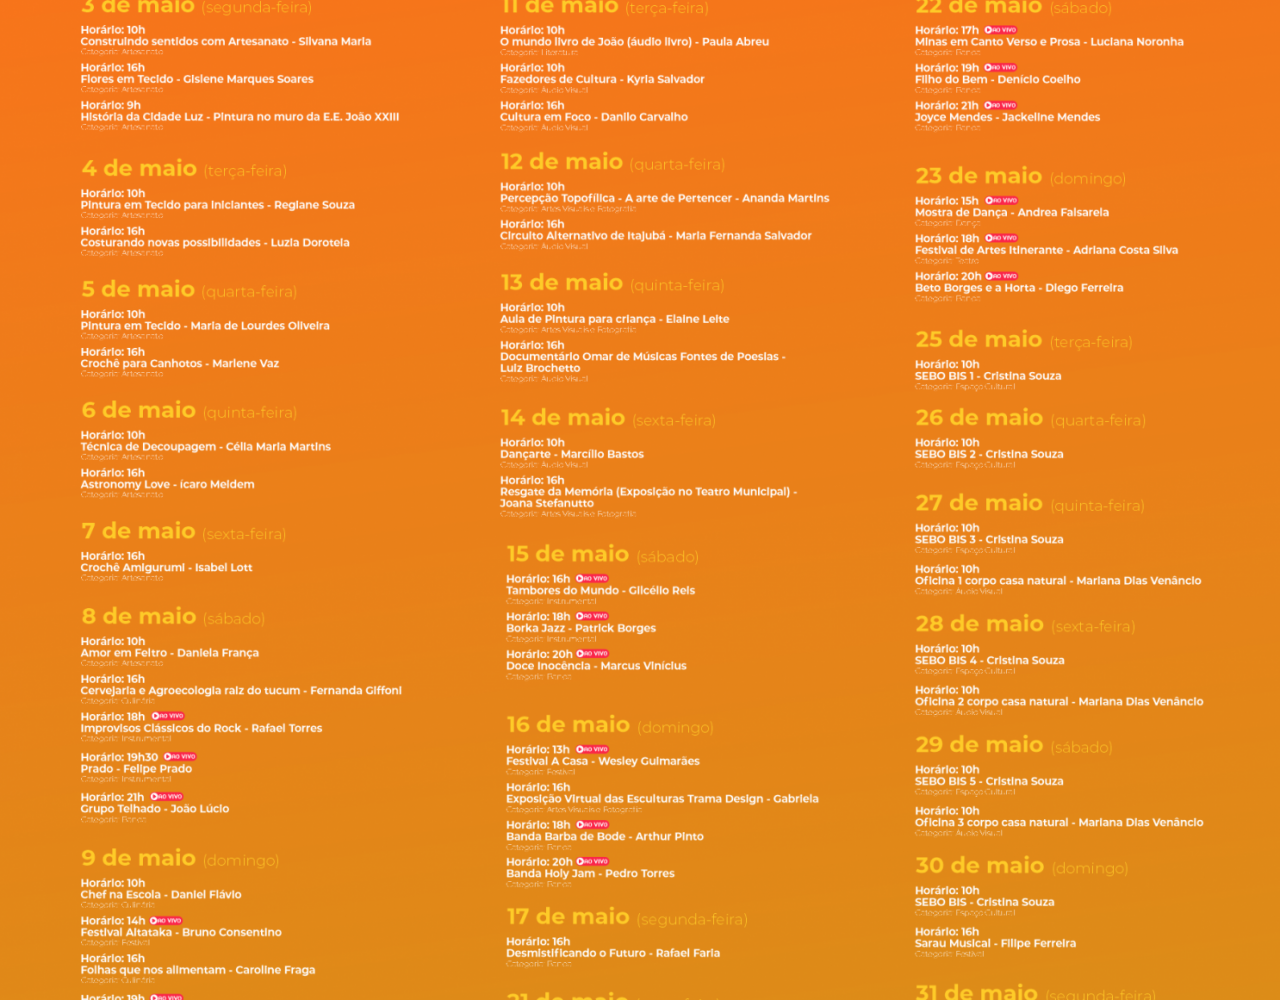 3 de maio (segunda-feira)
Horário: 10h
Construindo sentidos com Artesanato - Silvana Maria
Categoria: Artesanato
Horário: 16h
Flores em Tecido - Gislene Marques Soares
Categoria: Artesanato
Horário: 9h
História da Cidade Luz - Pintura no muro da E.E. João XXIII
Categoria: Artesanato
4 de maio (terça-feira)
Horário: 10h
Pintura em Tecido para Iniciantes - Regiane Souza
Categoria: Artesanato
Horário: 16h
Costurando novas possibilidades - Luzia Doroteia
Categoria: Artesanato
5 de maio (quarta-feira)
Horário: 10h
Pintura em Tecido - Maria de Lourdes Oliveira
Categoria: Artesanato
Horário: 16h
Crochê para Canhotos - Marlene Vaz
Categoria: Artesanato
6 de maio (quinta-feira)
Horário: 10h
Técnica de Decoupagem - Célia Maria Martins
Categoria: Artesanato
Horário: 16h
Astronomy Love - ícaro Meidem
Categoria: Artesanato
7 de maio (sexta-feira)
Horário: 16h
Crochê Amigurumi - Isabel Lott
Categoria: Artesanato
8 de maio (sábado)
Horário: 10h
Amor em Feltro - Daniela França
Categoria: Artesanato
Horário: 16h
Cervejaria e Agroecologia raiz do tucum - Fernanda Giffoni
Categoria: Culinária
Horário: 18h AO VIVO
Improvisos Clássicos do Rock - Rafael Torres
Categoria: Instrumental
Horário: 19h30 AO VIVO
Prado - Felipe Prado
Categoria: Instrumental
Horário: 21h AO VIVO
Grupo Telhado - João Lúcio
Categoria: Banda
9 de maio (domingo)
Horário: 10h
Chef na Escola - Daniel Flávio
Categoria: Culinária
Horário: 14h AO VIVO
Festival Altataka - Bruno Consentino
Categoria: Festival
Horário: 16h
Folhas que nos alimentam - Caroline Fraga
Categoria: Culinária
Horário: 19h AO VIVO
11 de maio (terça-feira)
Horário: 10h
O mundo livro de João (áudio livro) - Paula Abreu
Categoria: Literatura
Horário: 10h
Fazedores de Cultura - Kyria Salvador
Categoria: Áudio Visual
Horário: 16h
Cultura em Foco - Danilo Carvalho
Categoria: Áudio Visual
12 de maio (quarta-feira)
Horário: 10h
Percepção Topofílica - A arte de Pertencer - Ananda Martins
Categoria: Artes Visuais e Fotografia
Horário: 16h
Circuito Alternativo de Itajubá - Maria Fernanda Salvador
Categoria: Áudio Visual
13 de maio (quinta-feira)
Horário: 10h
Aula de Pintura para criança - Elaine Leite
Categoria: Artes Visuais e Fotografia
Horário: 16h
Documentário Omar de Músicas Fontes de Poesias -
Luiz Brochetto
Categoria: Áudio Visual
14 de maio (sexta-feira)
Horário: 10h
Dançarte - Marcílio Bastos
Categoria: Áudio Visual
Horário: 16h
Resgate da Memória (Exposição no Teatro Municipal) -
Joana Stefanutto
Categoria: Artes Visuais e Fotografia
15 de maio (sábado)
Horário: 16h AO VIVO
Tambores do Mundo - Glicélio Reis
Categoria: Instrumental
Horário: 18h AO VIVO
Borka Jazz - Patrick Borges
Categoria: Instrumental
Horário: 20h AO VIVO
Doce Inocência - Marcus Vinícius
Categoria: Banda
16 de maio (domingo)
Horário: 13h AO VIVO
Festival A Casa - Wesley Guimarães
Categoria: Festival
Horário: 16h
Exposição Virtual das Esculturas Trama Design - Gabriela
Categoria: Artes Visuais e Fotografia
Horário: 18h AO VIVO
Banda Barba de Bode - Arthur Pinto
Categoria: Banda
Horário: 20h AO VIVO
Banda Holy Jam - Pedro Torres
Categoria: Banda
17 de maio (segunda-feira)
Horário: 16h
Desmistificando o Futuro - Rafael Faria
Categoria: Banda
21 de maio (sexta-feira)
22 de maio (sábado)
Horário: 17h AO VIVO
Minas em Canto Verso e Prosa - Luciana Noronha
Categoria: Banda
Horário: 19h AO VIVO
Filho do Bem - Denício Coelho
Categoria: Banda
Horário: 21h AO VIVO
Joyce Mendes - Jackeline Mendes
Categoria: Banda
23 de maio (domingo)
Horário: 15h AO VIVO
Mostra de Dança - Andrea Falsarela
Categoria: Dança
Horário: 18h AO VIVO
Festival de Artes Itinerante - Adriana Costa Silva
Categoria: Teatro
Horário: 20h AO VIVO
Beto Borges e a Horta - Diego Ferreira
Categoria: Banda
25 de maio (terça-feira)
Horário: 10h
SEBO BIS 1 - Cristina Souza
Categoria: Espaço Cultural
26 de maio (quarta-feira)
Horário: 10h
SEBO BIS 2 - Cristina Souza
Categoria: Espaço Cultural
27 de maio (quinta-feira)
Horário: 10h
SEBO BIS 3 - Cristina Souza
Categoria: Espaço Cultural
Horário: 10h
Oficina 1 corpo casa natural - Mariana Dias Venâncio
Categoria: Áudio Visual
28 de maio (sexta-feira)
Horário: 10h
SEBO BIS 4 - Cristina Souza
Categoria: Espaço Cultural
Horário: 10h
Oficina 2 corpo casa natural - Mariana Dias Venâncio
Categoria: Áudio Visual
29 de maio (sábado)
Horário: 10h
SEBO BIS 5 - Cristina Souza
Categoria: Espaço Cultural
Horário: 10h
Oficina 3 corpo casa natural - Mariana Dias Venâncio
Categoria: Áudio Visual
30 de maio (domingo)
Horário: 10h
SEBO BIS - Cristina Souza
Categoria: Espaço Cultural
Horário: 16h
Sarau Musical - Filipe Ferreira
Categoria: Festival
31 de maio (segunda-feira)